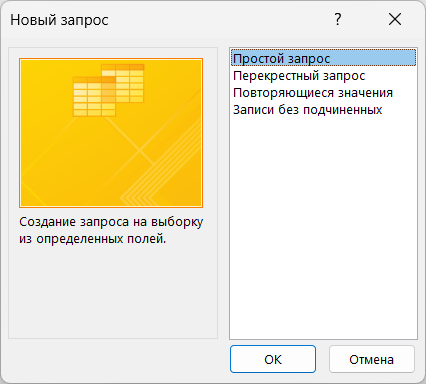 Новый запрос
?
Простой запрос
Перекрестный запрос
Повторяющиеся значения
Записи без подчиненных
Создание запроса на выборку
из определенных полей.
ОК
Отмена